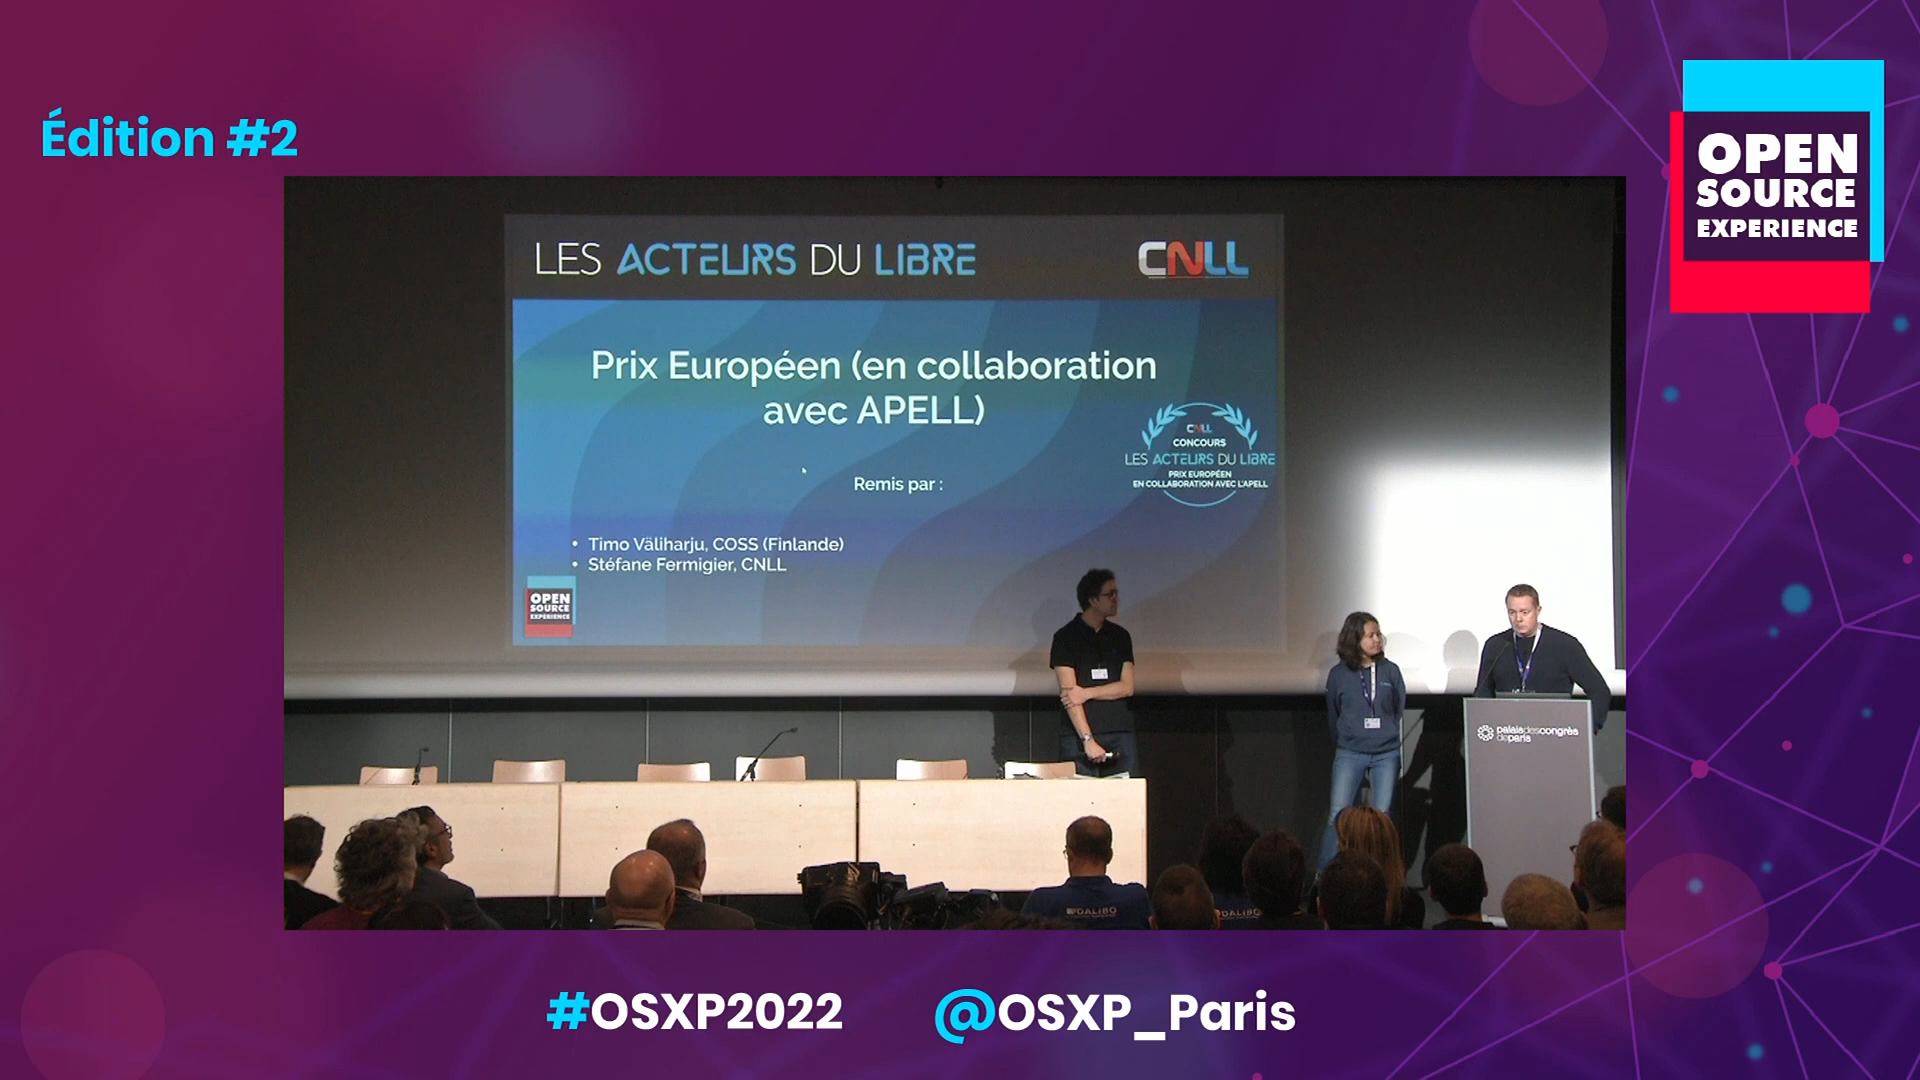 Édition #2
OPEN
SOURCE
EXPERIENCE
LES ACTEURS DU LIBRE
CNLL
Prix Européen (en collaboration
avec APELL)
CNLL
CONCOURS
LES ACTEURS DU LIBRE
PRIX EUROPÉEN
EN COLLABORATION AVEC L'APELL
Remis par :
• Timo Väliharju, COSS (Finlande)
• Stéfane Fermigier, CNLL
OPEN
SOURCE
EXPERIENCE
palaisdescongrès
deparis
DALIBO
DALIBO
#OSXP2022
@OSXP_Paris